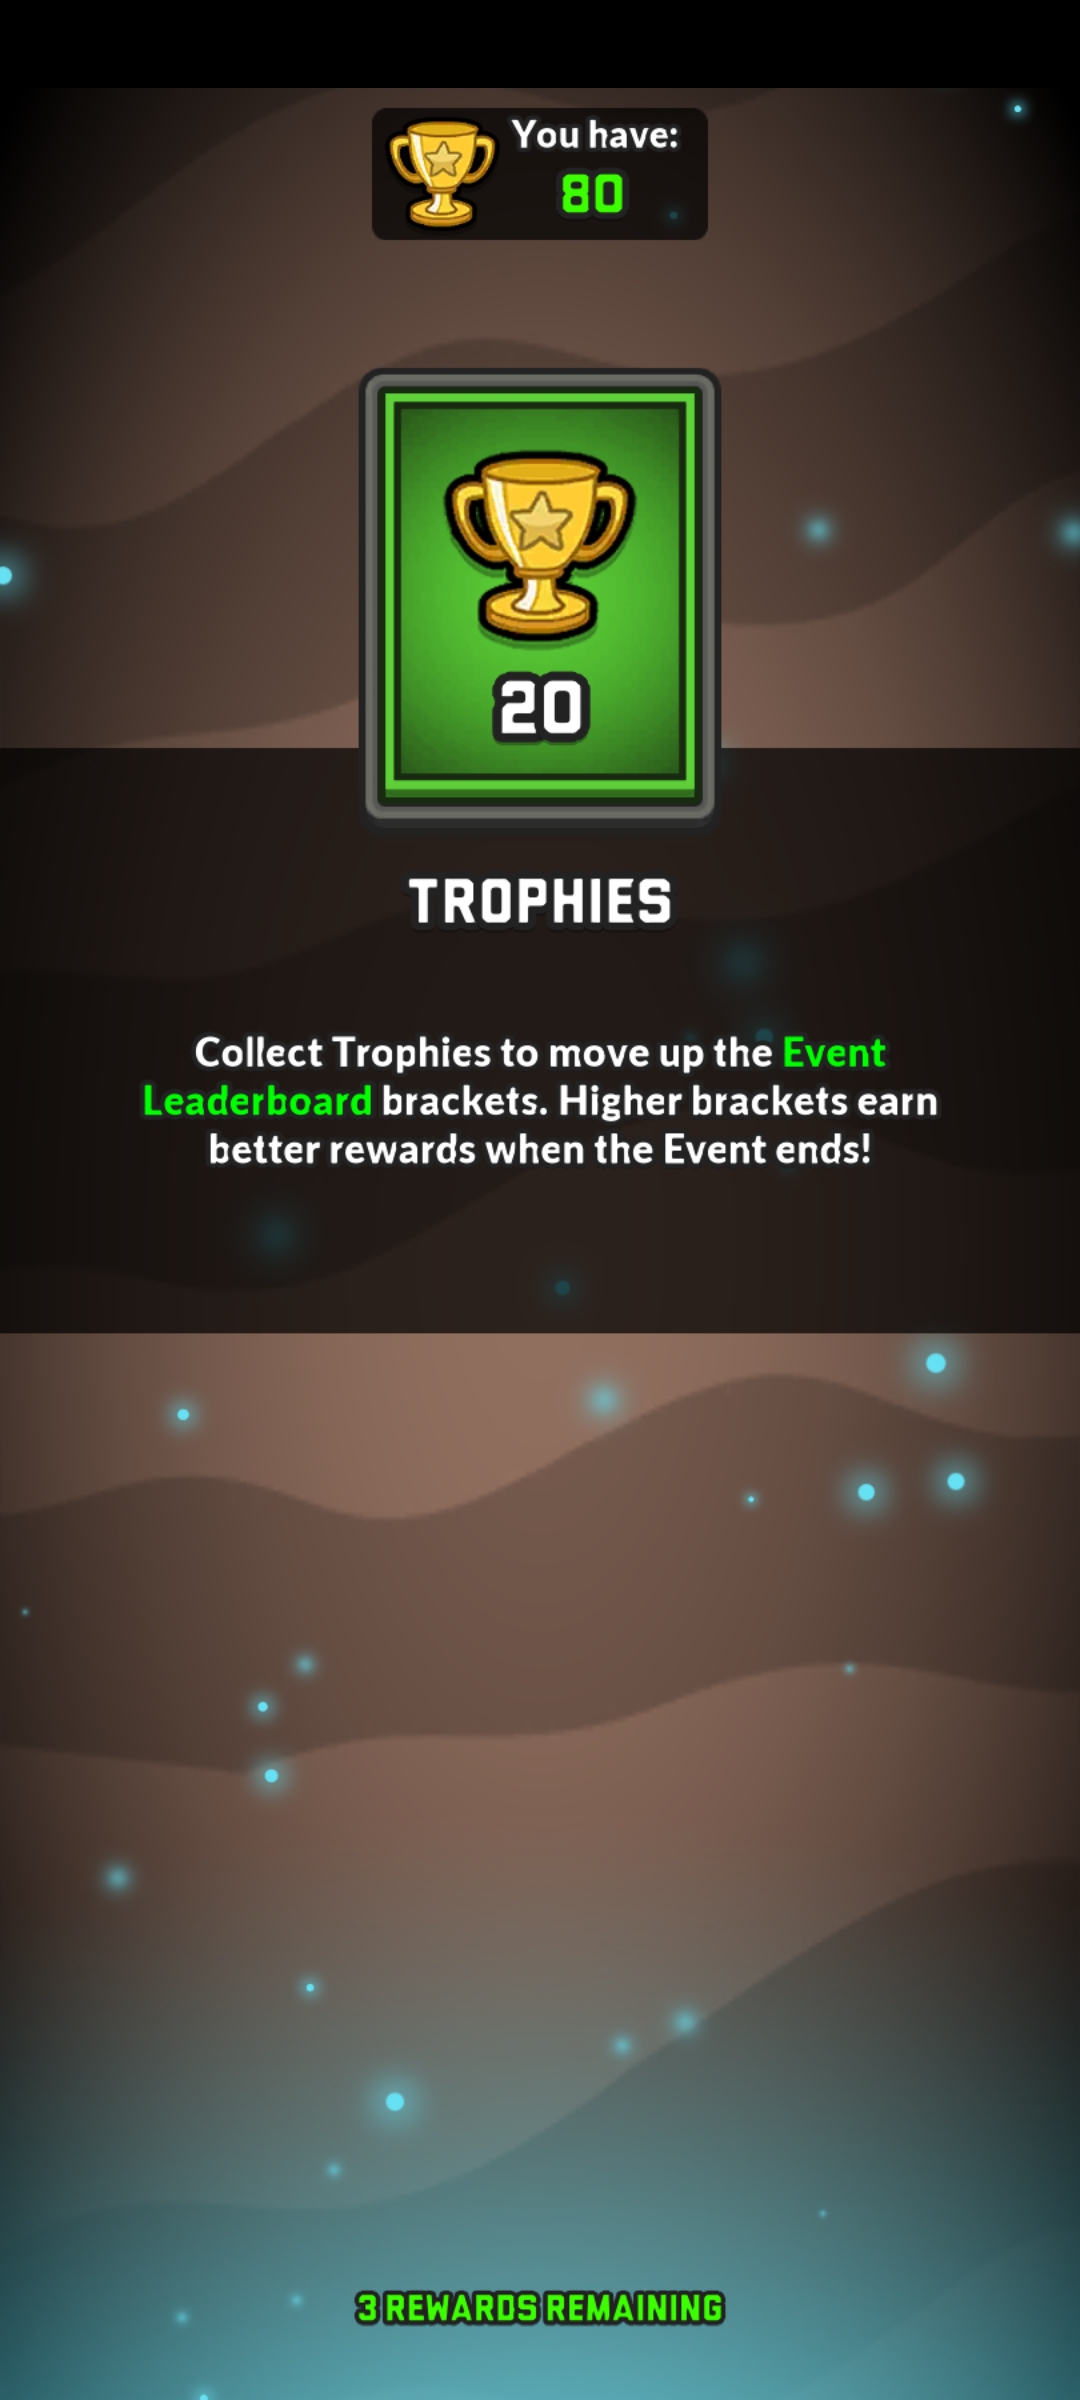 You have:
80
20
TROPHIES
Collect Trophies to move up the Event
Leaderboard brackets. Higher brackets earn
better rewards when the Event ends!
3 REWARDS REMAINING